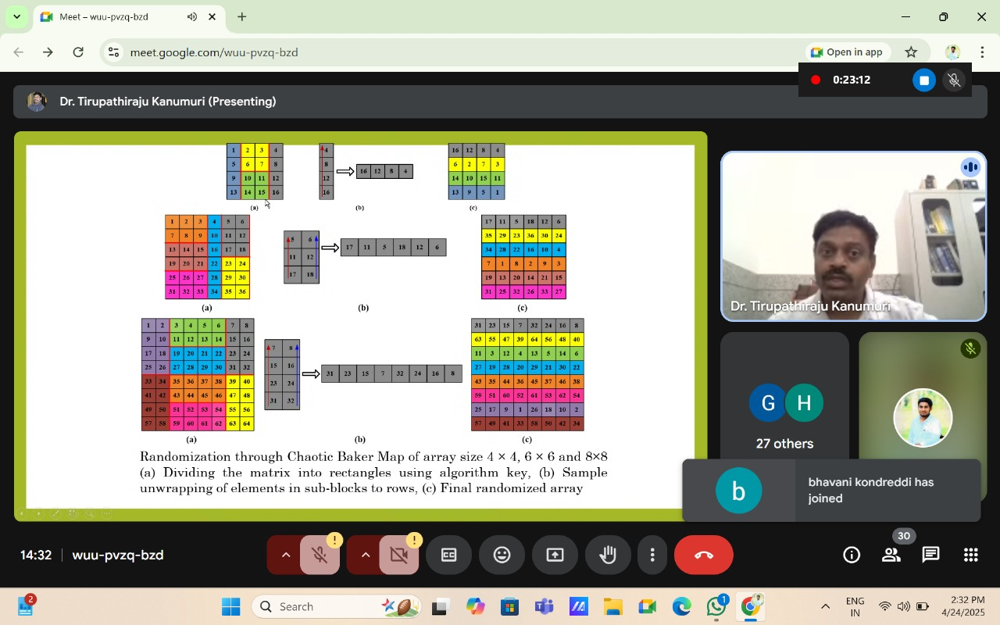 Meet – wuu-pvzq-bzd
meet.google.com/wuu-pvzq-bzd
Open in app
0:23:12
Dr. Tirupathiraju Kanumuri (Presenting)
1 2 3 4
5 6 7 8
9 10 11 12
13 14 15 16
(a)
4
8
12
16
16 12 8 4
(b)
16 12 8 4
6 2 7 3
14 10 15 11
13 9 5 1
(c)
1 2 3 4 5 6
7 8 9 10 11 12
13 14 15 16 17 18
19 20 21 22 23 24
25 26 27 28 29 30
31 32 33 34 35 36
(a)
5 6
11 12
17 18
17 11 5 18 12 6
(b)
17 11 5 18 12 6
35 29 23 36 30 24
34 28 22 16 10 4
7 1 8 2 9 3
19 13 20 14 21 15
31 25 32 26 33 27
(c)
1 2 3 4 5 6 7 8
9 10 11 12 13 14 15 16
17 18 19 20 21 22 23 24
25 26 27 28 29 30 31 32
33 34 35 36 37 38 39 40
41 42 43 44 45 46 47 48
49 50 51 52 53 54 55 56
57 58 59 60 61 62 63 64
(a)
7 8
15 16
23 24
31 32
31 23 15 7 32 24 16 8
(b)
31 23 15 7 32 24 16 8
63 55 47 39 64 56 48 40
11 3 12 4 13 5 14 6
27 19 28 20 29 21 30 22
43 35 44 36 45 37 46 38
59 51 60 52 61 53 62 54
25 17 9 1 26 18 10 2
57 49 41 33 58 50 42 34
(c)
Randomization through Chaotic Baker Map of array size 4 × 4, 6 × 6 and 8×8
(a) Dividing the matrix into rectangles using algorithm key, (b) Sample
unwrapping of elements in sub-blocks to rows, (c) Final randomized array
Dr. Tirupathiraju Kanumuri
G H
27 others
b
bhavani kondreddi has
joined
14:32 | wuu-pvzq-bzd
! !
CC
30
2
Search
1
ENG
IN
2:32 PM
4/24/2025